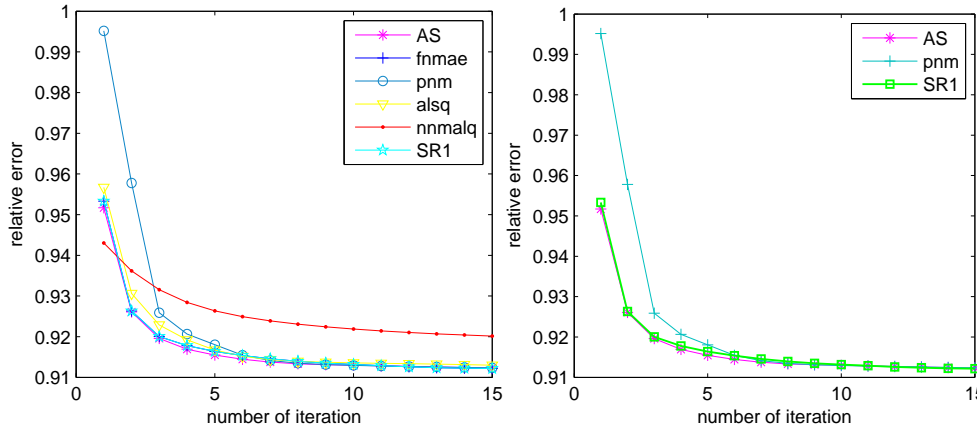 1
0.99
0.98
0.97
0.96
0.95
0.94
0.93
0.92
0.91
0
5
10
15
relative error
number of iteration
AS
fnmae
pnm
alsq
nnmalq
SR1
1
0.99
0.98
0.97
0.96
0.95
0.94
0.93
0.92
0.91
0
5
10
15
relative error
number of iteration
AS
pnm
SR1